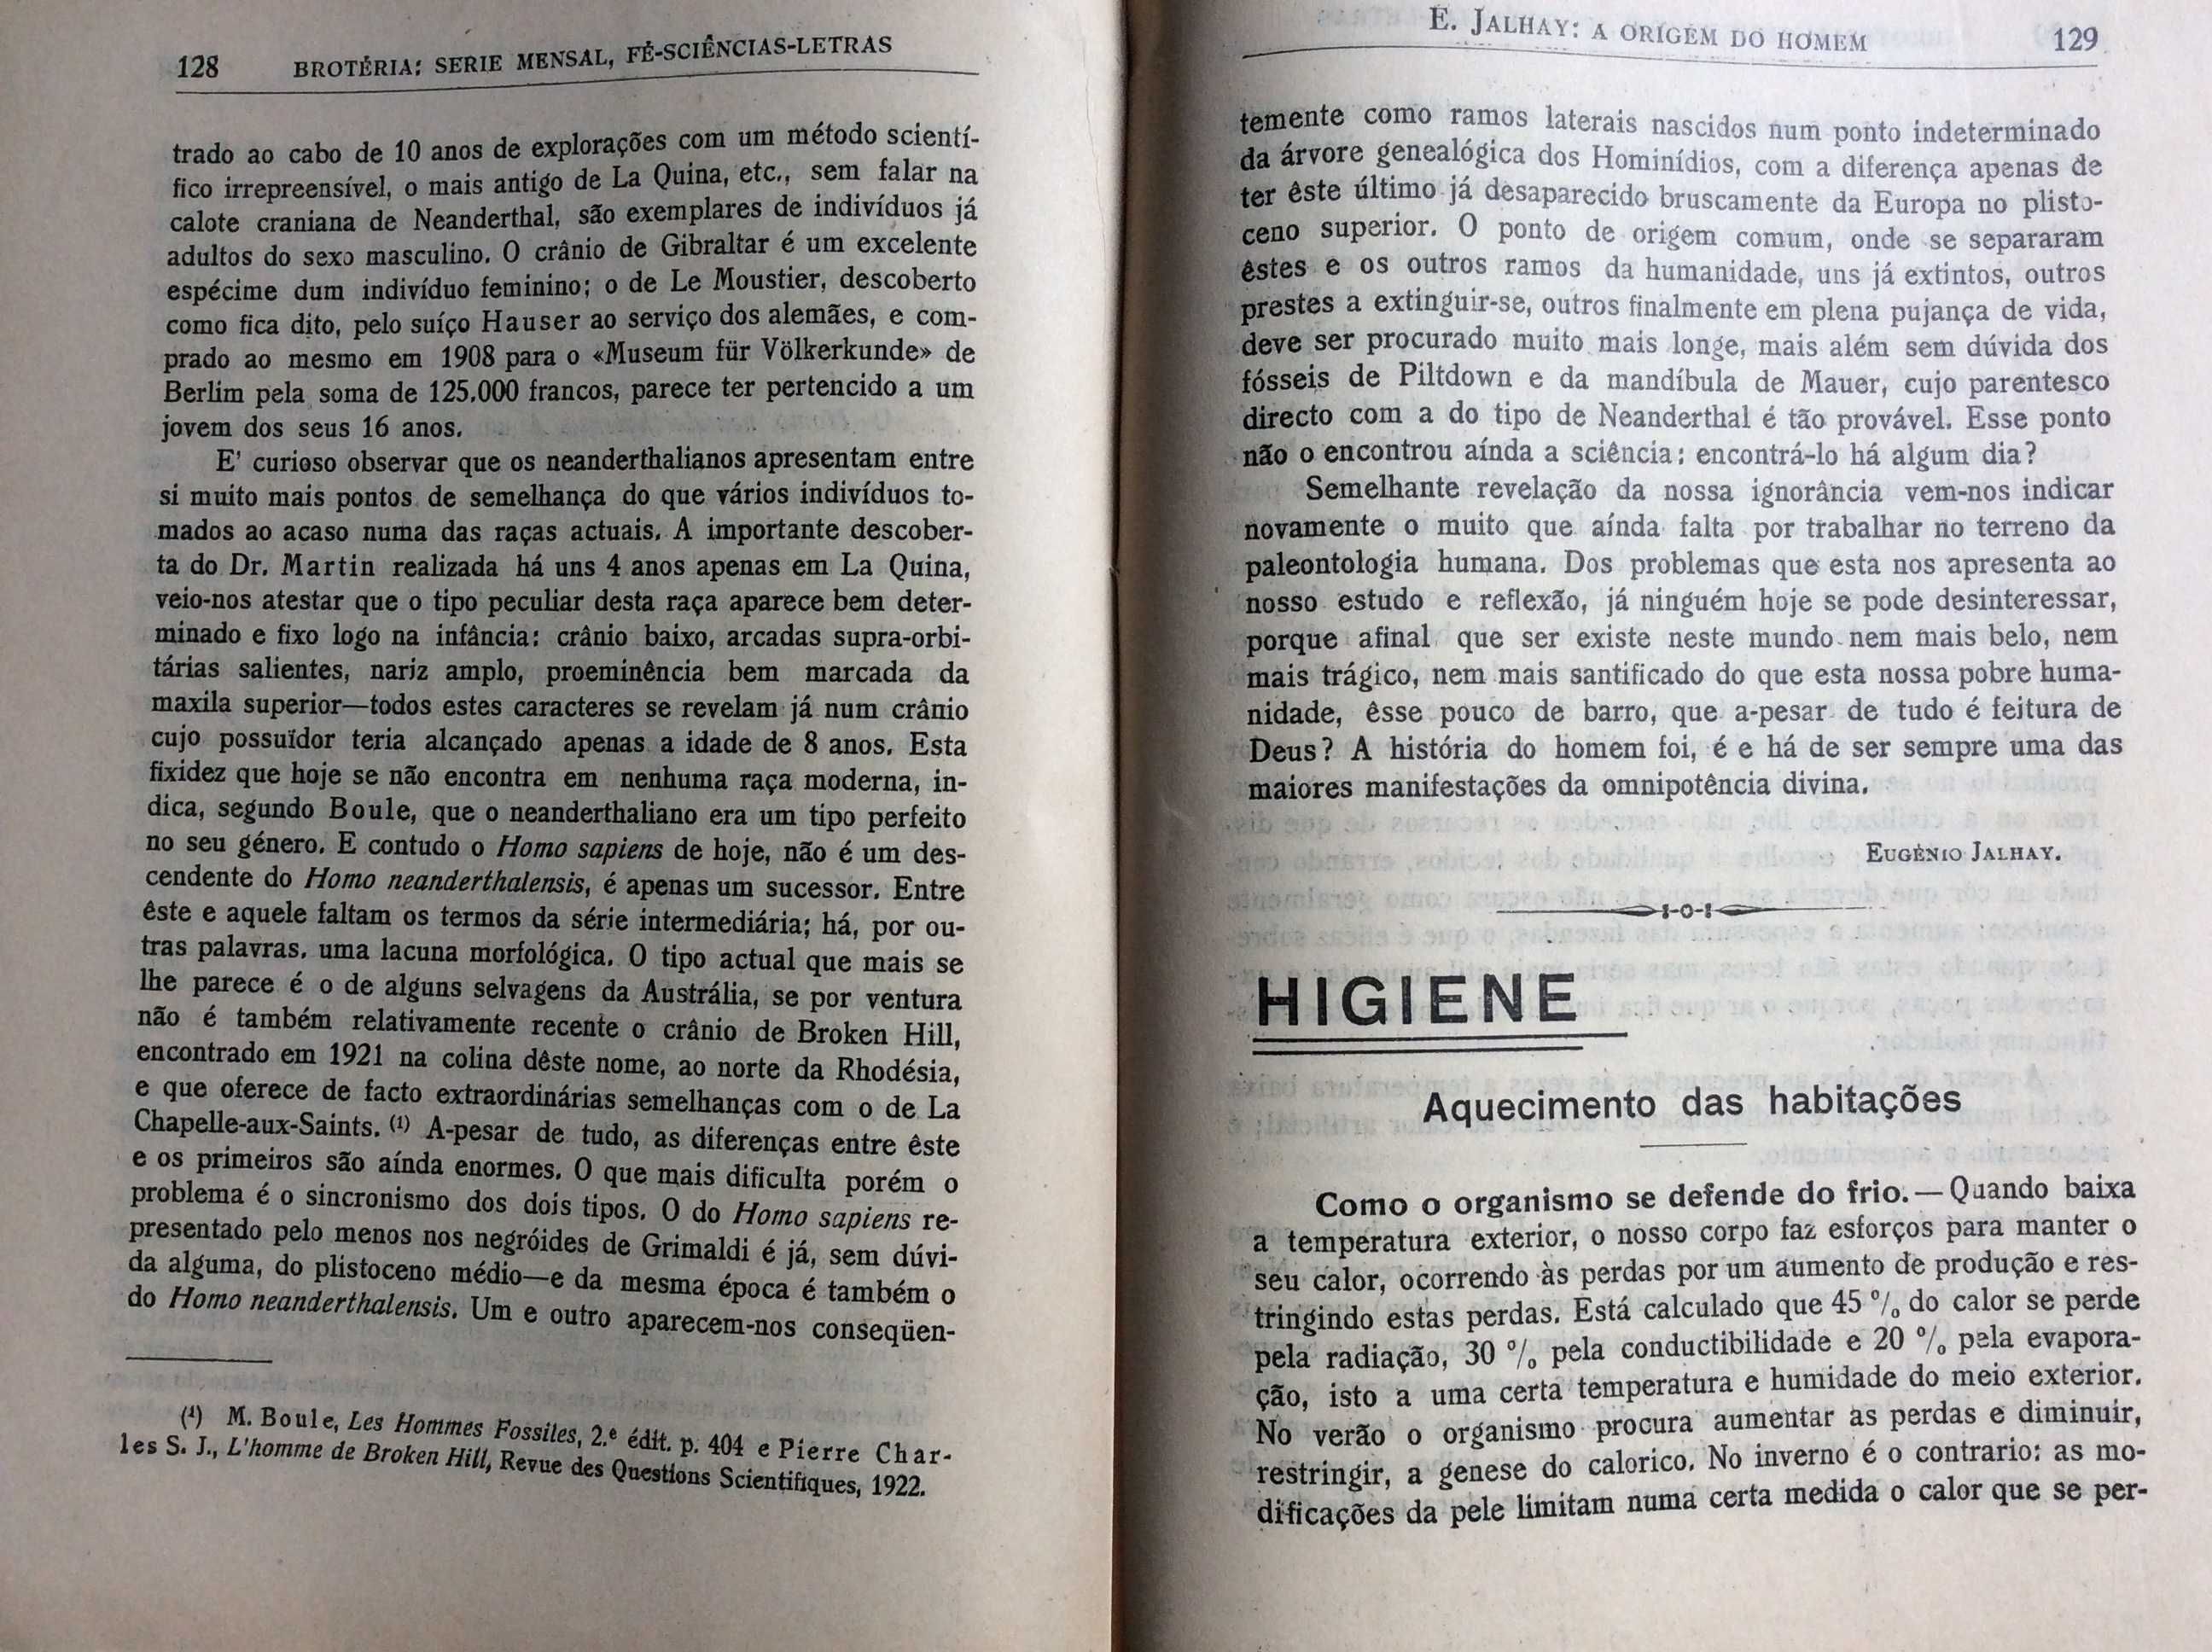 128 BROTÉRIA: SERIE MENSAL, FÉ-SCIÊNCIAS-LETRAS
trado ao cabo de 10 anos de explorações com um método scientí-
fico irrepreensível, o mais antigo de La Quina, etc., sem falar na
calote craniana de Neanderthal, são exemplares de indivíduos já
adultos do sexo masculino. O crânio de Gibraltar é um excelente
espécime dum indivíduo feminino; o de Le Moustier, descoberto
como fica dito, pelo suíço Hauser ao serviço dos alemães, e com-
prado ao mesmo em 1908 para o «Museum für Völkerkunde» de
Berlim pela soma de 125.000 francos, parece ter pertencido a um
jovem dos seus 16 anos.
E' curioso observar que os neanderthalianos apresentam entre
si muito mais pontos de semelhança do que vários indivíduos to-
mados ao acaso numa das raças actuais. A importante descober-
ta do Dr. Martin realizada há uns 4 anos apenas em La Quina,
veio-nos atestar que o tipo peculiar desta raça aparece bem deter-
minado e fixo logo na infância: crânio baixo, arcadas supra-orbi-
tárias salientes, nariz amplo, proeminência bem marcada da
maxila superior—todos estes caracteres se revelam já num crânio
cujo possuïdor teria alcançado apenas a idade de 8 anos. Esta
fixidez que hoje se não encontra em nenhuma raça moderna, in-
dica, segundo Boule, que o neanderthaliano era um tipo perfeito
no seu género. E contudo o Homo sapiens de hoje, não é um des-
cendente do Homo neanderthalensis, é apenas um sucessor. Entre
êste e aquele faltam os termos da série intermediária; há, por ou-
tras palavras, uma lacuna morfológica. O tipo actual que mais se
lhe parece é o de alguns selvagens da Austrália, se por ventura
não é também relativamente recente o crânio de Broken Hill,
encontrado em 1921 na colina dêste nome, ao norte da Rhodésia,
e que oferece de facto extraordinárias semelhanças com o de La
Chapelle-aux-Saints. (1) A-pesar de tudo, as diferenças entre êste
e os primeiros são aínda enormes. O que mais dificulta porém o
problema é o sincronismo dos dois tipos. O do Homo sapiens re-
presentado pelo menos nos negróides de Grimaldi é já, sem dúvi-
da alguma, do plistoceno médio—e da mesma época é também o
do Homo neanderthalensis. Um e outro aparecem-nos conseqüen-
(1) M. Boule, Les Hommes Fossiles, 2.e édit. p. 404 e Pierre Char-
les S. J., L'homme de Broken Hill, Revue des Questions Scientifiques, 1922.
E. JALHAY: A ORIGEM DO HOMEM 129
temente como ramos laterais nascidos num ponto indeterminado
da árvore genealógica dos Hominídios, com a diferença apenas de
ter êste último já desaparecido bruscamente da Europa no plisto-
ceno superior. O ponto de origem comum, onde se separaram
êstes e os outros ramos da humanidade, uns já extintos, outros
prestes a extinguir-se, outros finalmente em plena pujança de vida,
deve ser procurado muito mais longe, mais além sem dúvida dos
fósseis de Piltdown e da mandíbula de Mauer, cujo parentesco
directo com a do tipo de Neanderthal é tão provável. Esse ponto
não o encontrou aínda a sciência: encontrá-lo há algum dia?
Semelhante revelação da nossa ignorância vem-nos indicar
novamente o muito que aínda falta por trabalhar no terreno da
paleontologia humana. Dos problemas que esta nos apresenta ao
nosso estudo e reflexão, já ninguém hoje se pode desinteressar,
porque afinal que ser existe neste mundo nem mais belo, nem
mais trágico, nem mais santificado do que esta nossa pobre huma-
nidade, êsse pouco de barro, que a-pesar de tudo é feitura de
Deus? A história do homem foi, é e há de ser sempre uma das
maiores manifestações da omnipotência divina.
EUGÉNIO JALHAY.
HIGIENE
Aquecimento das habitações
Como o organismo se defende do frio.—Quando baixa
a temperatura exterior, o nosso corpo faz esforços para manter o
seu calor, ocorrendo às perdas por um aumento de produção e res-
tringindo estas perdas. Está calculado que 45 % do calor se perde
pela radiação, 30 % pela conductibilidade e 20 % pela evapora-
ção, isto a uma certa temperatura e humidade do meio exterior.
No verão o organismo procura aumentar as perdas e diminuir,
restringir, a genese do calorico. No inverno é o contrario: as mo-
dificações da pele limitam numa certa medida o calor que se per-